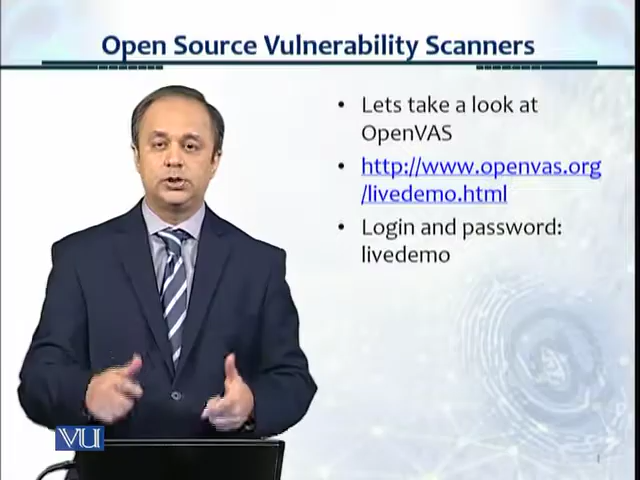 Open Source Vulnerability Scanners
• Lets take a look at
OpenVAS
• http://www.openvas.org
/livedemo.html
• Login and password:
livedemo
VU
1